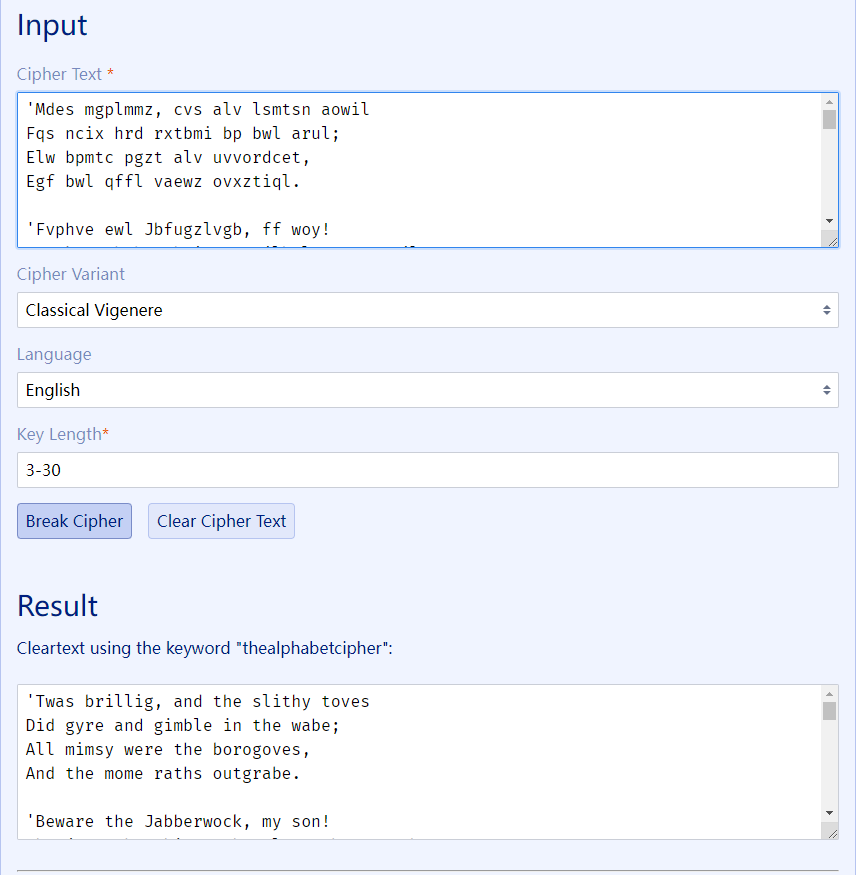 Input
Cipher Text *
'Mdes mgplmmz, cvs alv lsmtsn aowil
Fqs ncix hrd rxtbmi bp bwl arul;
Elw bpmtc pgzt alv uvvordcet,
Egf bwl qffl vaewz ovxztiql.
'Fvphve ewl Jbfugzlvgb, ff woy!
Cipher Variant
Classical Vigenere
Language
English
Key Length*
3-30
Break Cipher Clear Cipher Text
Result
Cleartext using the keyword "thealphabetcipher":
'Twas brillig, and the slithy toves
Did gyre and gimble in the wabe;
All mimsy were the borogoves,
And the mome raths outgrabe.
'Beware the Jabberwock, my son!